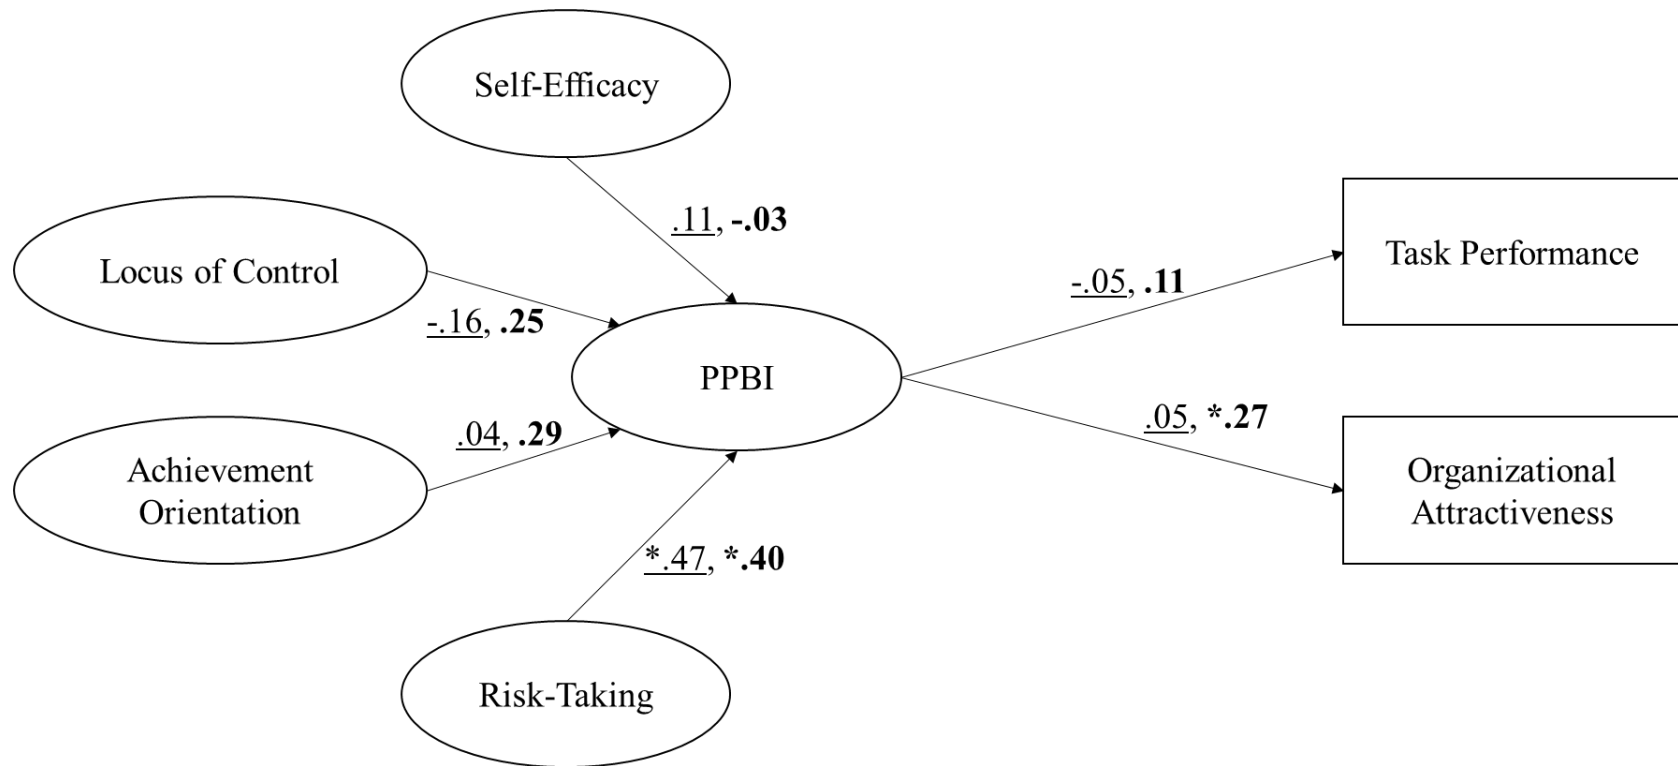 Self-Efficacy
.11, -.03
Locus of Control
-.16, .25
Task Performance
-.05, .11
PPBI
.05, *.27
Achievement
Orientation
.04, .29
Organizational
Attractiveness
*.47, *.40
Risk-Taking